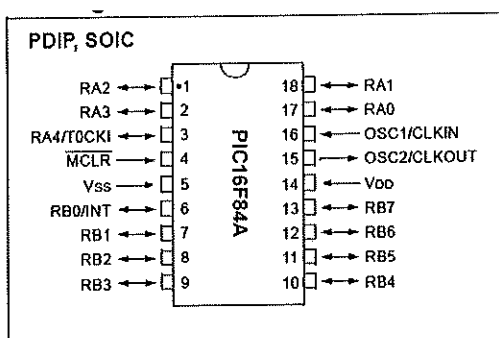 PDIP, SOIC
RA2 •1 18 RA1
RA3 2 17 RA0
RA4/T0CKI 3 16 OSC1/CLKIN
MCLR 4 15 OSC2/CLKOUT
VSS 5 14 VDD
RB0/INT 6 13 RB7
RB1 7 12 RB6
RB2 8 11 RB5
RB3 9 10 RB4
PIC16F84A